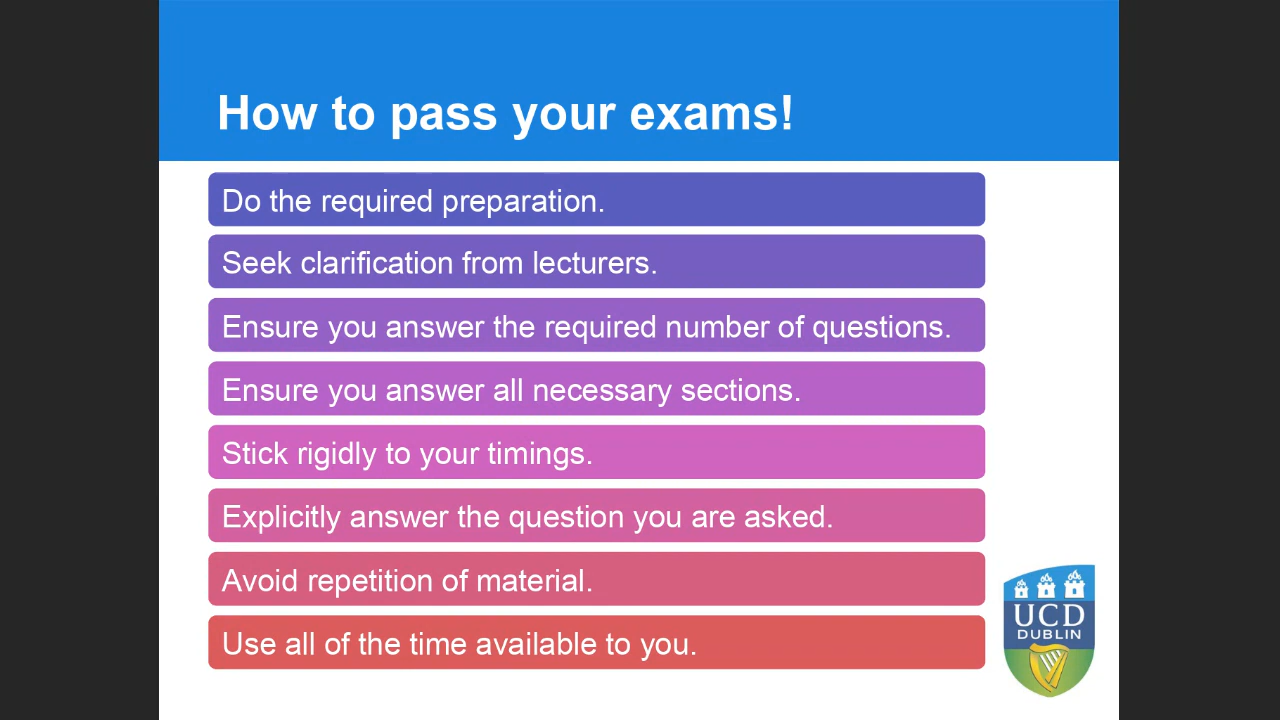 How to pass your exams!
Do the required preparation.
Seek clarification from lecturers.
Ensure you answer the required number of questions.
Ensure you answer all necessary sections.
Stick rigidly to your timings.
Explicitly answer the question you are asked.
Avoid repetition of material.
Use all of the time available to you.
UCD
DUBLIN